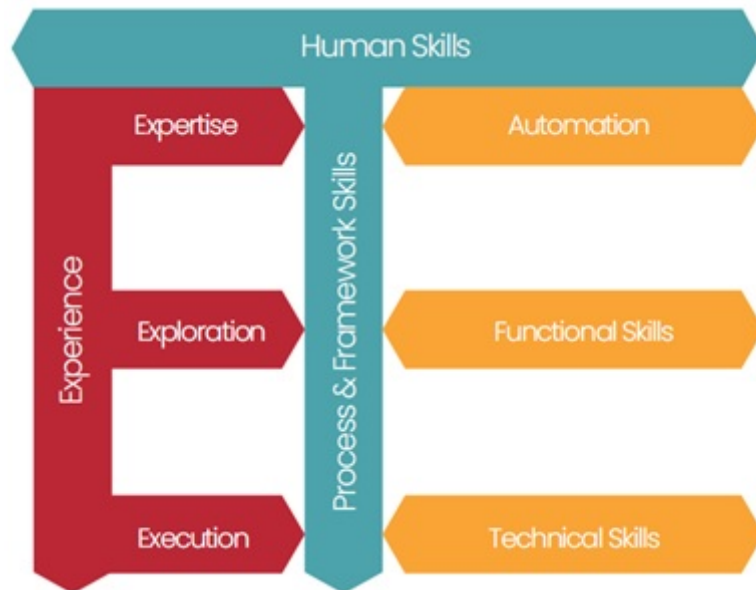 Human Skills
Expertise
Automation
Experience
Process & Framework Skills
Exploration
Functional Skills
Execution
Technical Skills